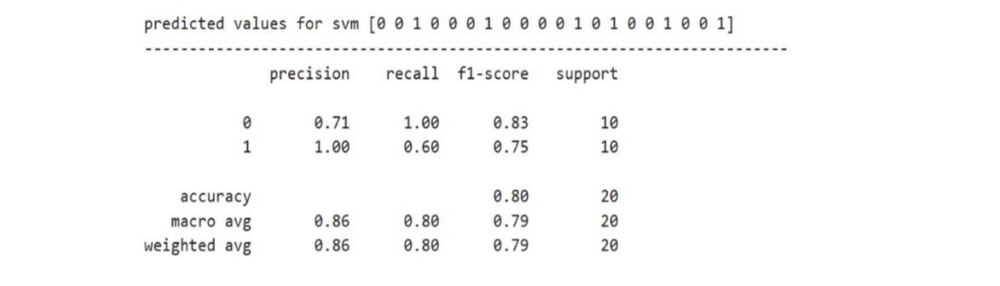 predicted values for svm [0 0 1 0 0 0 1 0 0 0 0 1 0 1 0 0 1 0 0 1]
------------------------------------------------------------------------
precision recall f1-score support
0 0.71 1.00 0.83 10
1 1.00 0.60 0.75 10
accuracy 0.80 20
macro avg 0.86 0.80 0.79 20
weighted avg 0.86 0.80 0.79 20